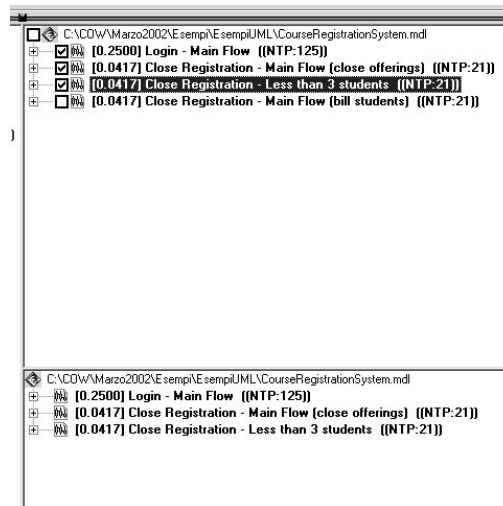 C:\COW\Marzo2002\Esempi\EsempiUML\CourseRegistrationSystem.mdl
[0.2500] Login - Main Flow ((NTP:125))
[0.0417] Close Registration - Main Flow (close offerings) ((NTP:21))
[0.0417] Close Registration - Less than 3 students ((NTP:21))
[0.0417] Close Registration - Main Flow (bill students) ((NTP:21))
)
C:\COW\Marzo2002\Esempi\EsempiUML\CourseRegistrationSystem.mdl
[0.2500] Login - Main Flow ((NTP:125))
[0.0417] Close Registration - Main Flow (close offerings) ((NTP:21))
[0.0417] Close Registration - Less than 3 students ((NTP:21))